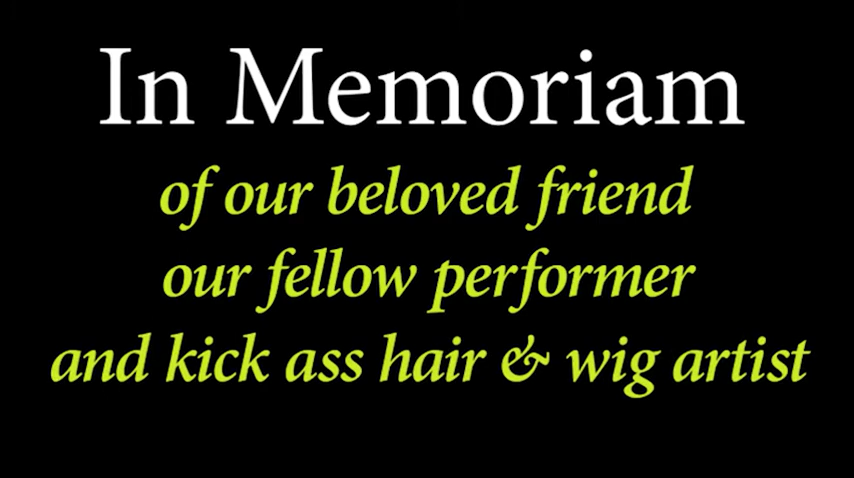 In Memoriam
of our beloved friend
our fellow performer
and kick ass hair & wig artist